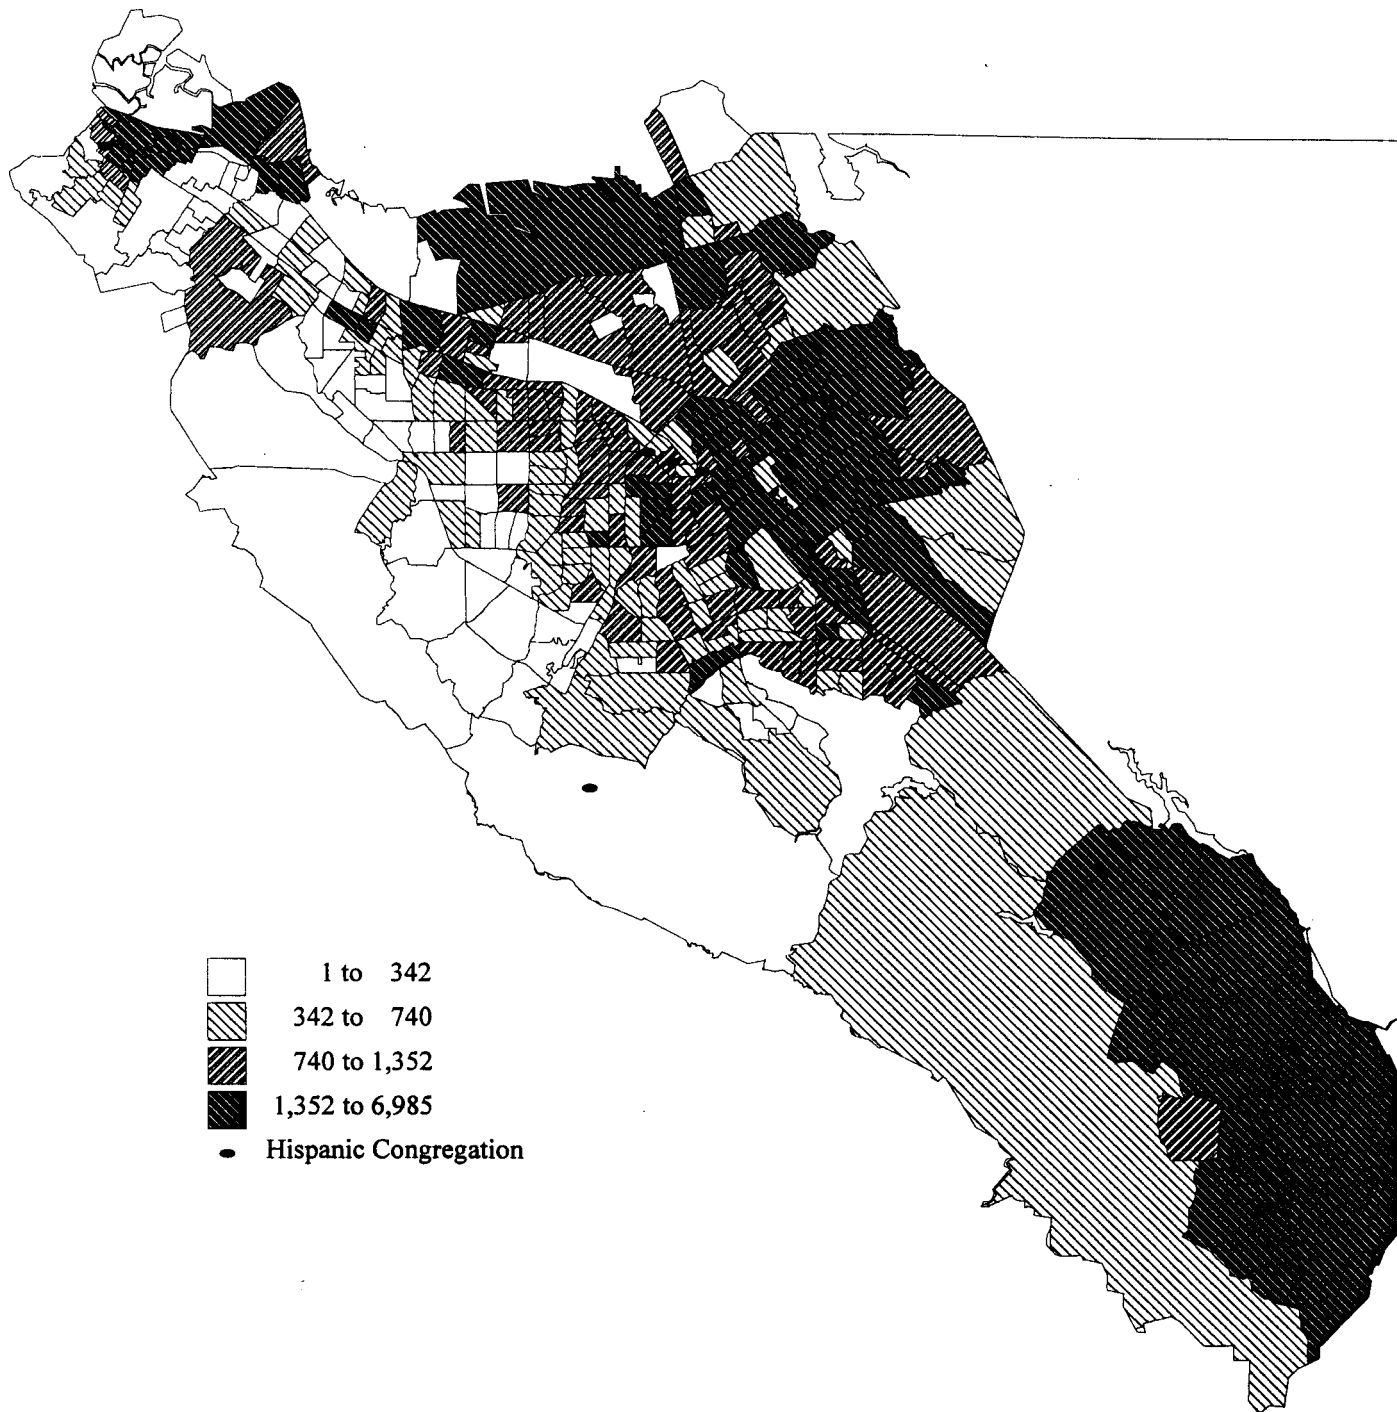 1 to 342
342 to 740
740 to 1,352
1,352 to 6,985
Hispanic Congregation